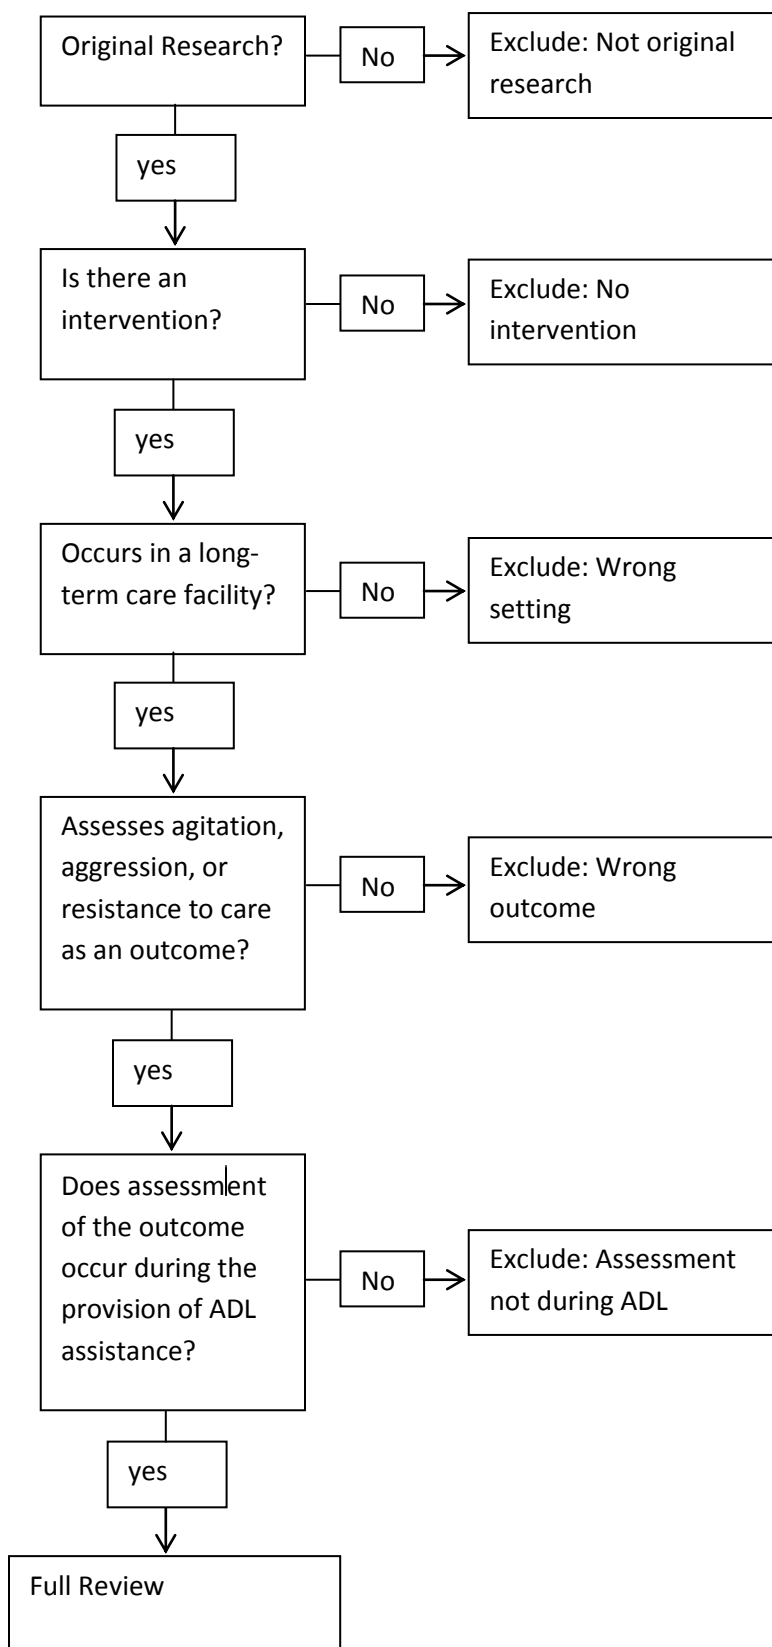 Original Research?
No
Exclude: Not original
research
yes
Is there an
intervention?
No
Exclude: No
intervention
yes
Occurs in a long-
term care facility?
No
Exclude: Wrong
setting
yes
Assesses agitation,
aggression, or
resistance to care
as an outcome?
No
Exclude: Wrong
outcome
yes
Does assessment
of the outcome
occur during the
provision of ADL
assistance?
No
Exclude: Assessment
not during ADL
yes
Full Review